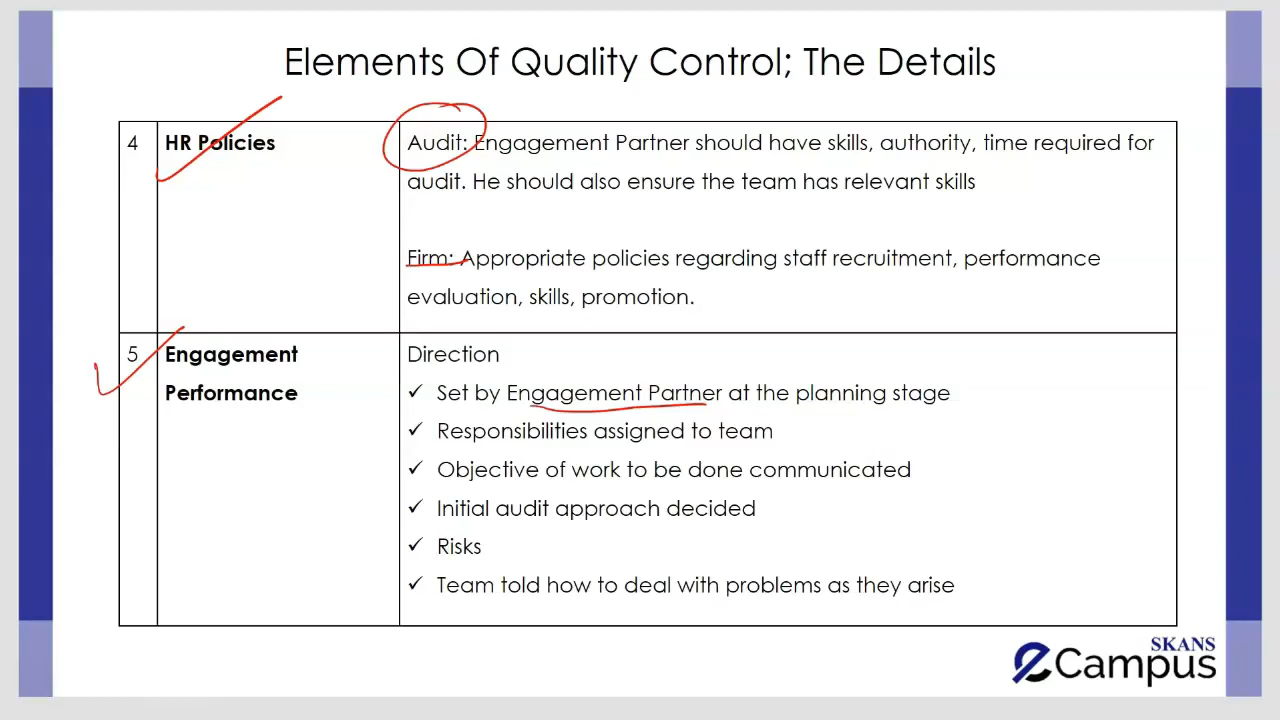 Elements Of Quality Control; The Details
4 HR Policies Audit: Engagement Partner should have skills, authority, time required for
audit. He should also ensure the team has relevant skills
Firm: Appropriate policies regarding staff recruitment, performance
evaluation, skills, promotion.
5 Engagement Direction
Performance ✓ Set by Engagement Partner at the planning stage
✓ Responsibilities assigned to team
✓ Objective of work to be done communicated
✓ Initial audit approach decided
✓ Risks
✓ Team told how to deal with problems as they arise
SKANS
eCampus